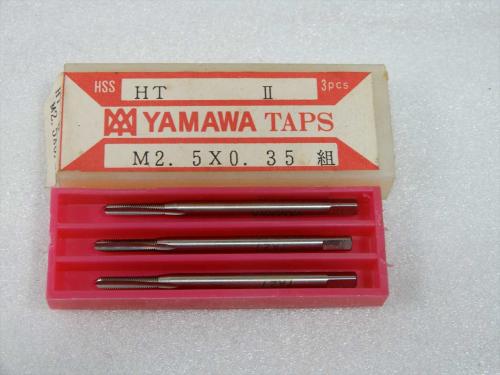 HSS
HT II
3pcs
YAMAWA TAPS
M2. 5X0. 35 組